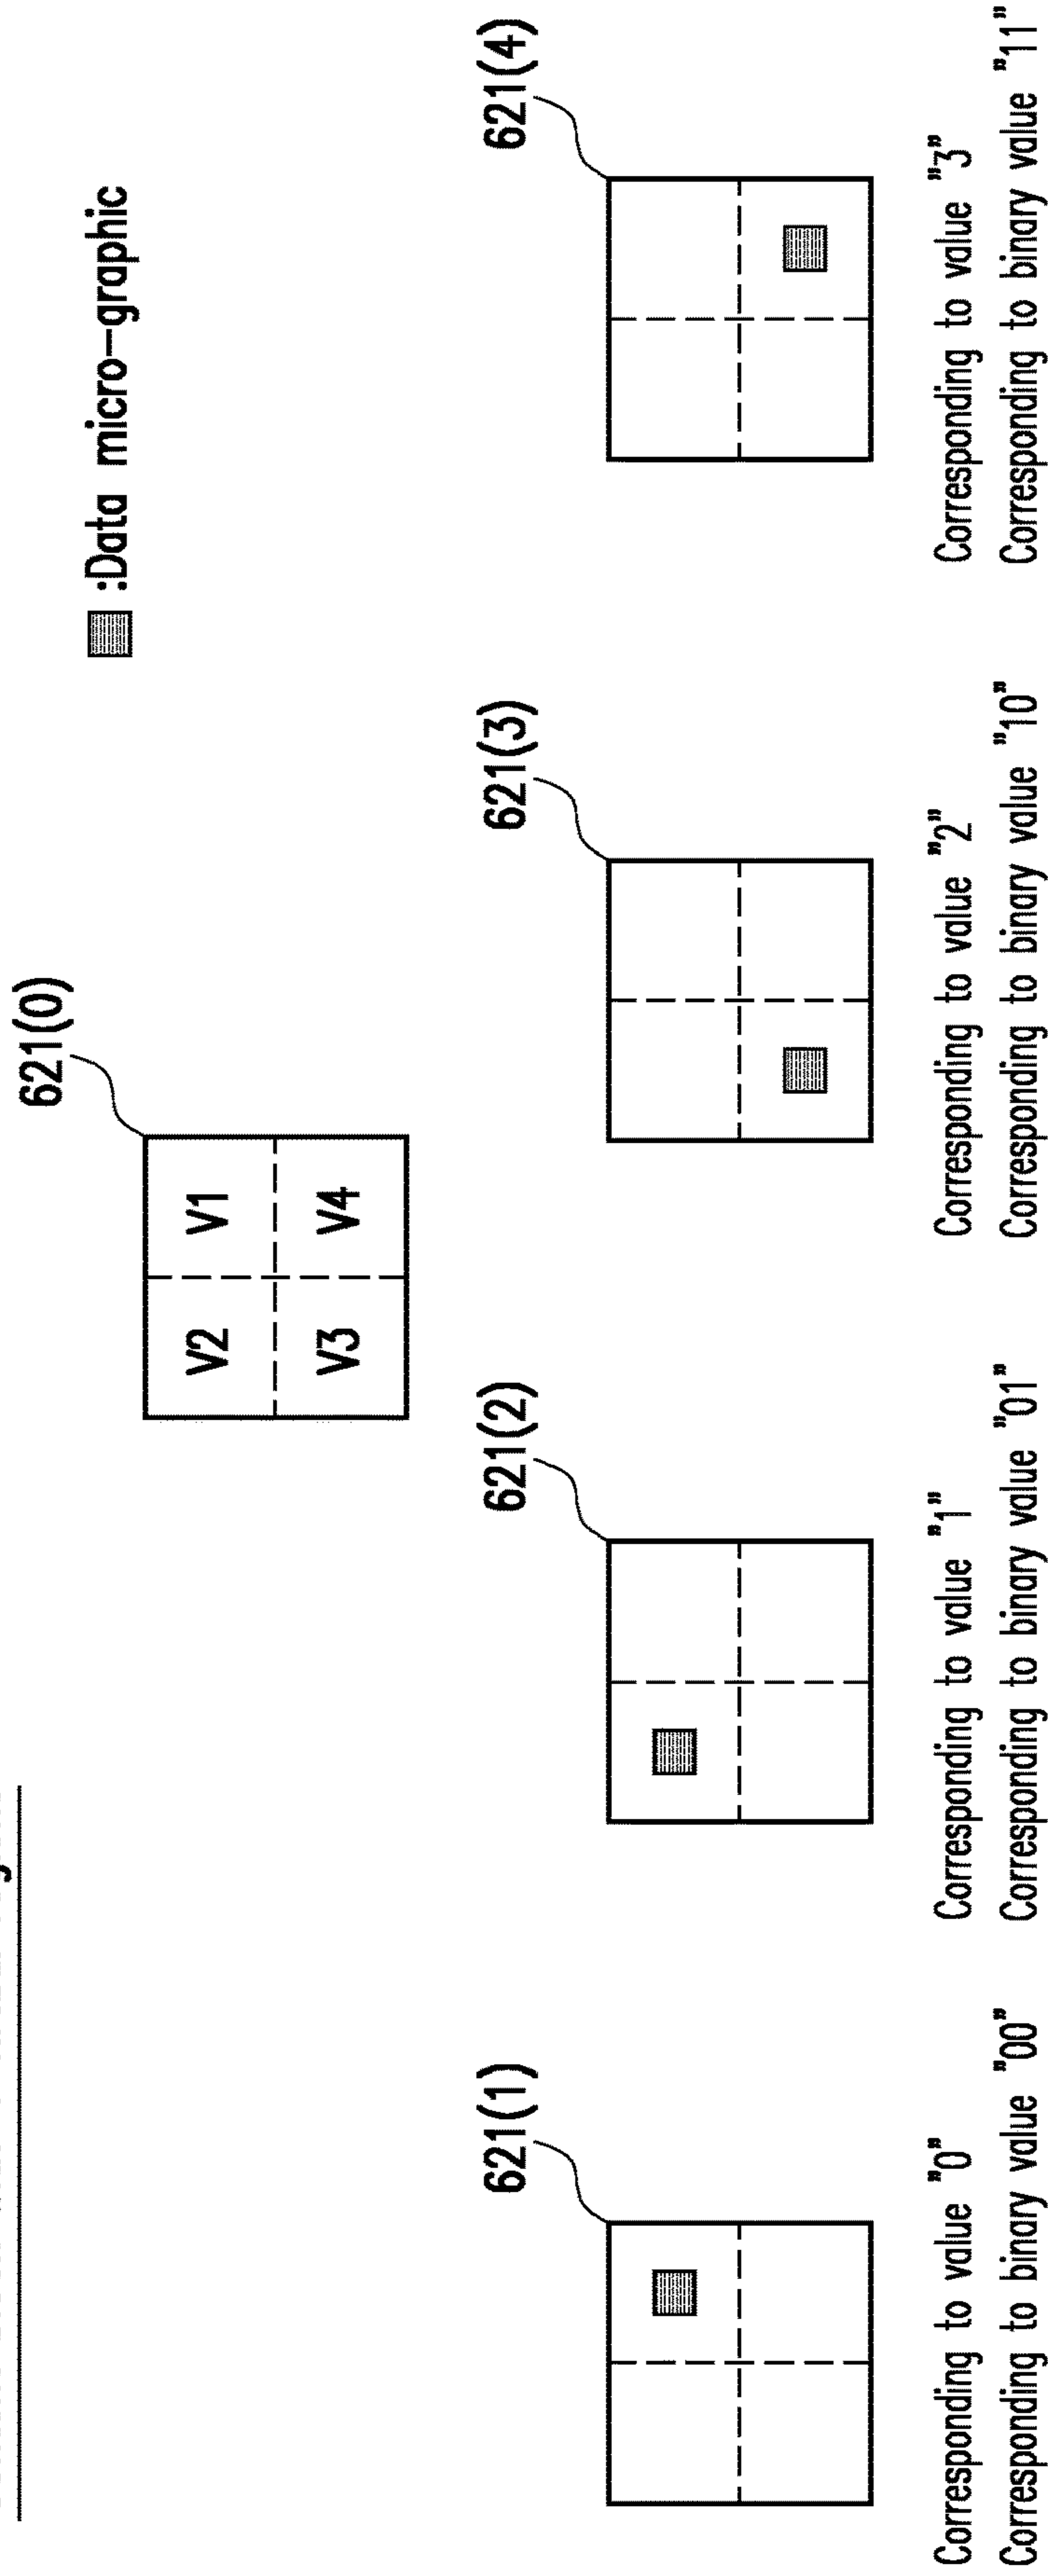 :Data micro-graphic
621(0)
V2 V1
V3 V4
621(1)
621(2)
621(3)
621(4)
Corresponding to value "0"
Corresponding to binary value "00"
Corresponding to value "1"
Corresponding to binary value "01"
Corresponding to value "2"
Corresponding to binary value "10"
Corresponding to value "3"
Corresponding to binary value "11"